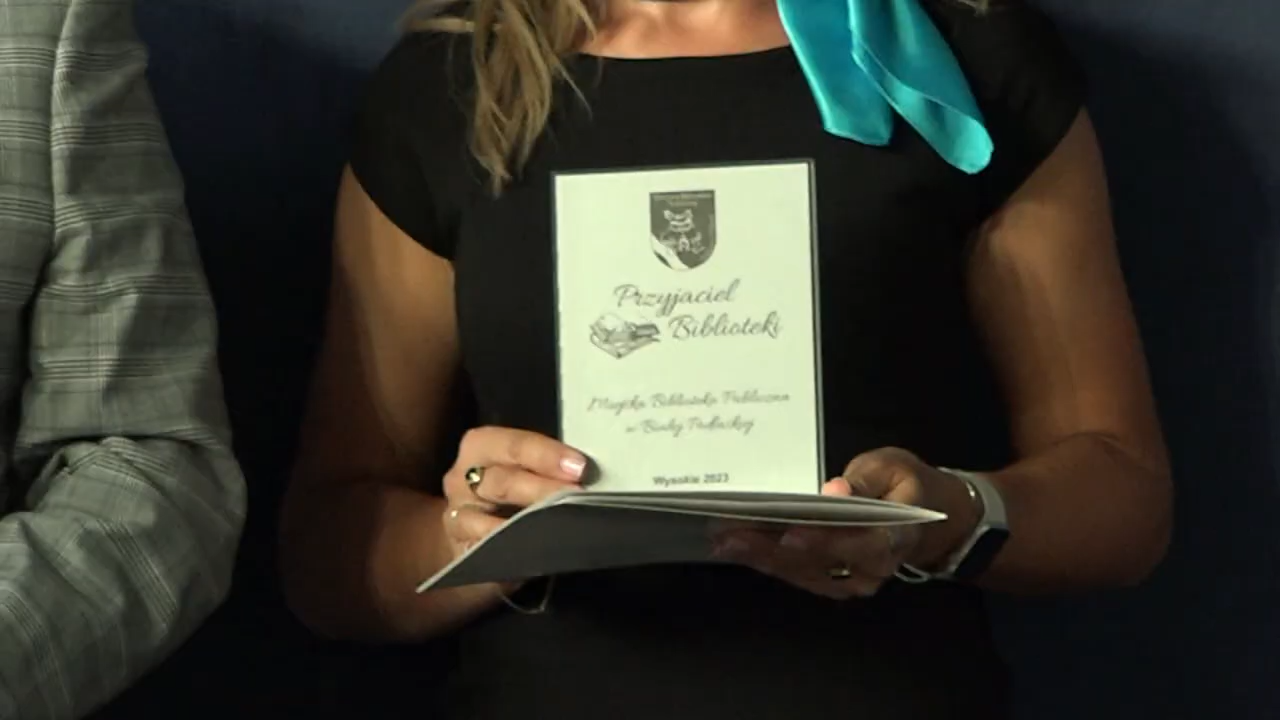 Przyjaciel
Biblioteki
Miejska Biblioteka Publiczna
w Białej Podlaskiej
Wysokie 2023